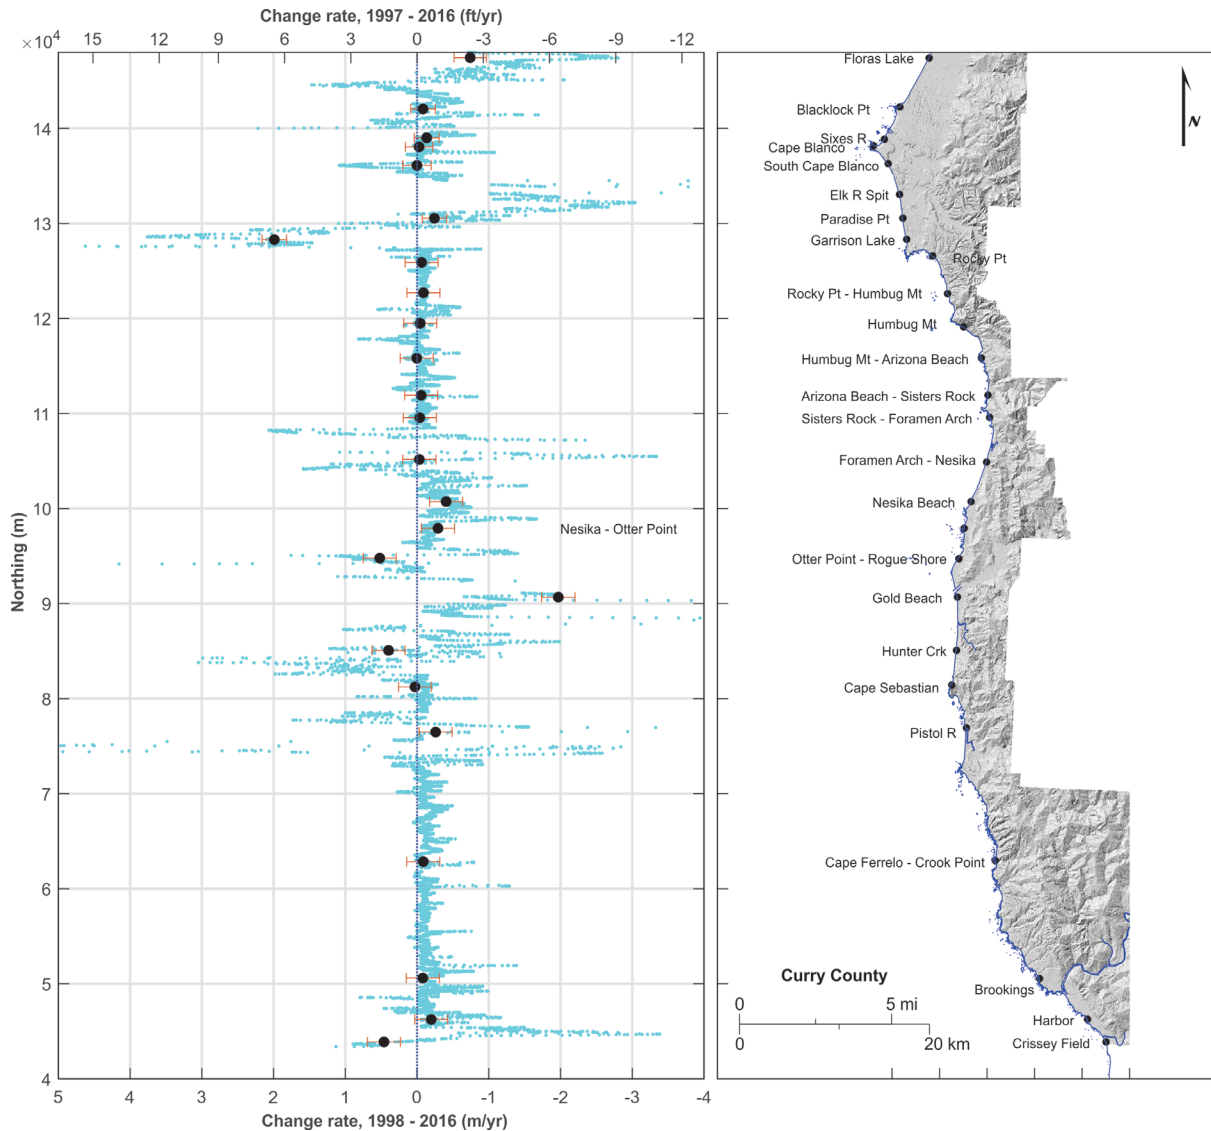 Change rate, 1997 - 2016 (ft/yr)
×10⁴
15 12 9 6 3 0 -3 -6 -9 -12
14
13
12
11
10
9
8
7
6
5
4
Northing (m)
Nesika - Otter Point
5 4 3 2 1 0 -1 -2 -3 -4
Change rate, 1998 - 2016 (m/yr)
Floras Lake
N
Blacklock Pt
Sixes R
Cape Blanco
South Cape Blanco
Elk R Spit
Paradise Pt
Garrison Lake
Rocky Pt
Rocky Pt - Humbug Mt
Humbug Mt
Humbug Mt - Arizona Beach
Arizona Beach - Sisters Rock
Sisters Rock - Foramen Arch
Foramen Arch - Nesika
Nesika Beach
Otter Point - Rogue Shore
Gold Beach
Hunter Crk
Cape Sebastian
Pistol R
Cape Ferrelo - Crook Point
Curry County
Brookings
0 5 mi
Harbor
0 20 km
Crissey Field